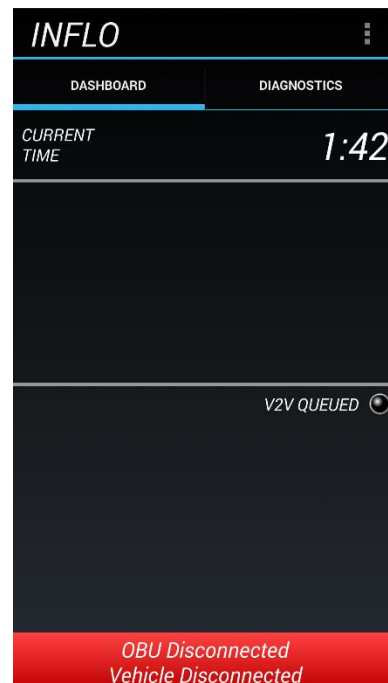 INFLO
DASHBOARD DIAGNOSTICS
CURRENT
TIME
1:42
V2V QUEUED
OBU Disconnected
Vehicle Disconnected